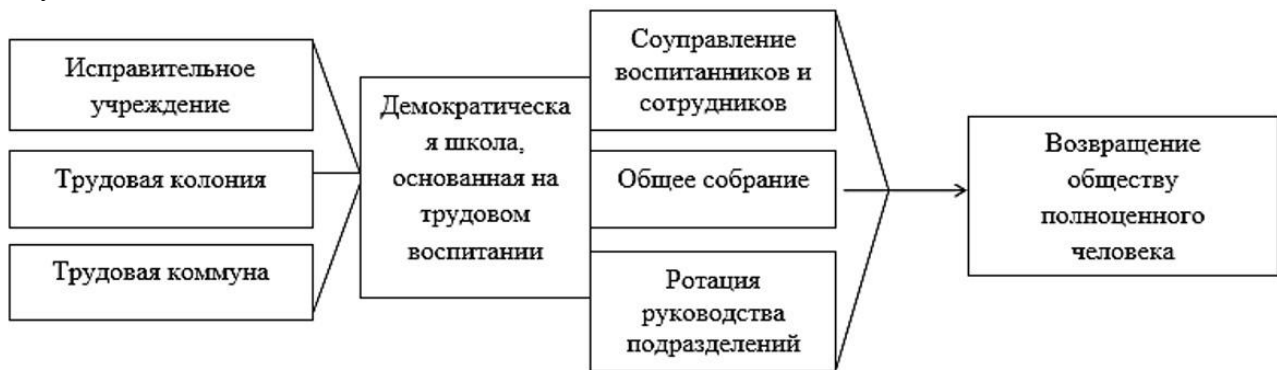 Исправительное
учреждение
Трудовая колония
Трудовая коммуна
Демократическа
я школа,
основанная на
трудовом
воспитании
Соуправление
воспитанников и
сотрудников
Общее собрание
Ротация
руководства
подразделений
Возвращение
обществу
полноценного
человека